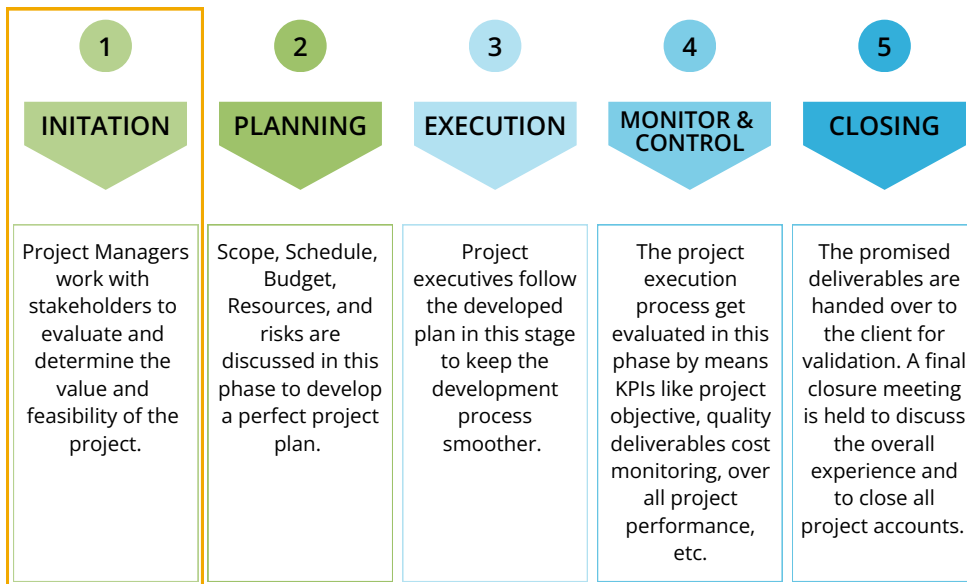 1
INITATION
Project Managers
work with
stakeholders to
evaluate and
determine the
value and
feasibility of the
project.
2
PLANNING
Scope, Schedule,
Budget,
Resources, and
risks are
discussed in this
phase to develop
a perfect project
plan.
3
EXECUTION
Project
executives follow
the developed
plan in this stage
to keep the
development
process
smoother.
4
MONITOR &
CONTROL
The project
execution
process get
evaluated in this
phase by means
KPIs like project
objective, quality
deliverables cost
monitoring, over
all project
performance,
etc.
5
CLOSING
The promised
deliverables are
handed over to
the client for
validation. A final
closure meeting
is held to discuss
the overall
experience and
to close all
project accounts.